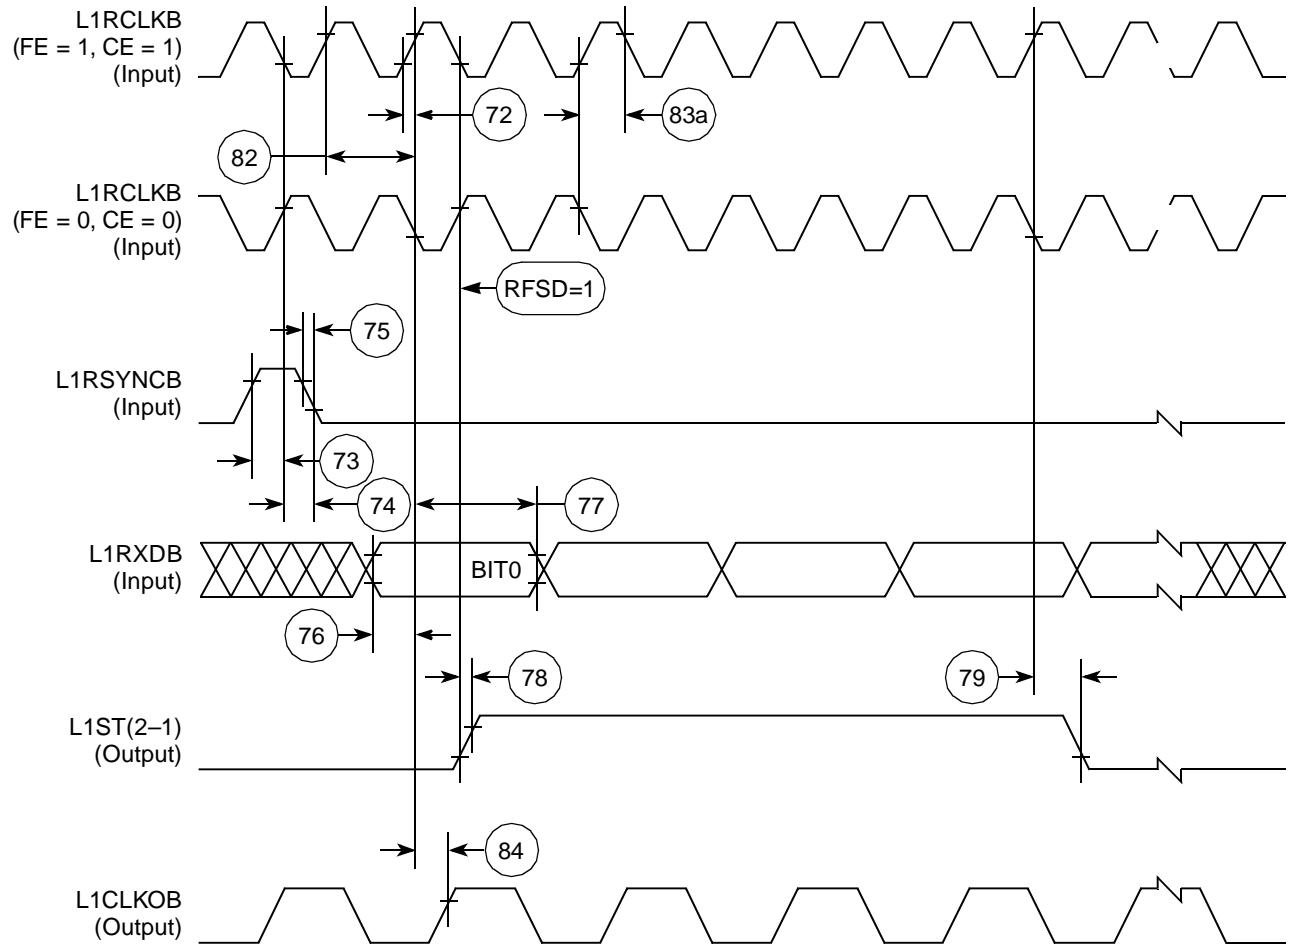 L1RCLKB
(FE = 1, CE = 1)
(Input)
72
83a
82
L1RCLKB
(FE = 0, CE = 0)
(Input)
RFSD=1
75
L1RSYNCB
(Input)
73
74
77
L1RXDB
(Input)
BIT0
76
78
79
L1ST(2–1)
(Output)
84
L1CLKOB
(Output)